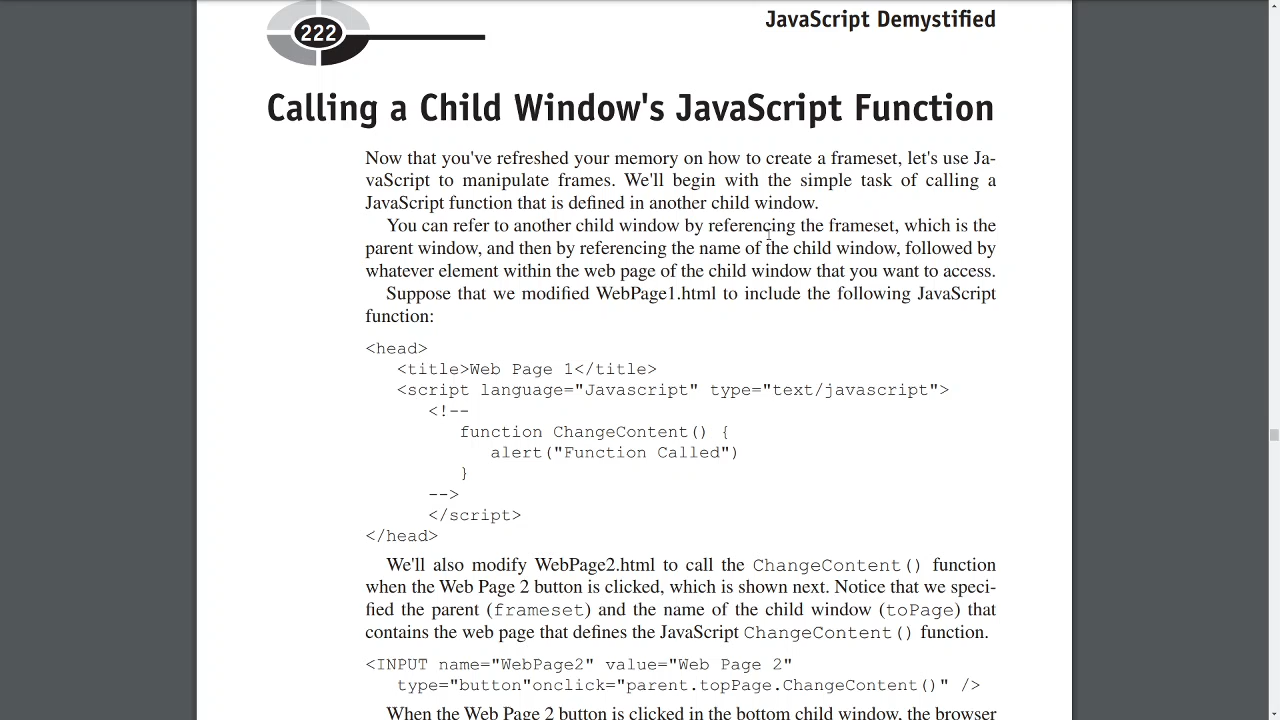 222
JavaScript Demystified
Calling a Child Window's JavaScript Function
Now that you've refreshed your memory on how to create a frameset, let's use Ja-
vaScript to manipulate frames. We'll begin with the simple task of calling a
JavaScript function that is defined in another child window.
You can refer to another child window by referencing the frameset, which is the
parent window, and then by referencing the name of the child window, followed by
whatever element within the web page of the child window that you want to access.
Suppose that we modified WebPage1.html to include the following JavaScript
function:
<head>
<title>Web Page 1</title>
<script language="Javascript" type="text/javascript">
<!--
function ChangeContent() {
alert("Function Called")
}
-->
</script>
</head>
We'll also modify WebPage2.html to call the ChangeContent() function
when the Web Page 2 button is clicked, which is shown next. Notice that we speci-
fied the parent (frameset) and the name of the child window (toPage) that
contains the web page that defines the JavaScript ChangeContent() function.
<INPUT name="WebPage2" value="Web Page 2"
type="button"onclick="parent.topPage.ChangeContent()" />
When the Web Page 2 button is clicked in the bottom child window, the browser